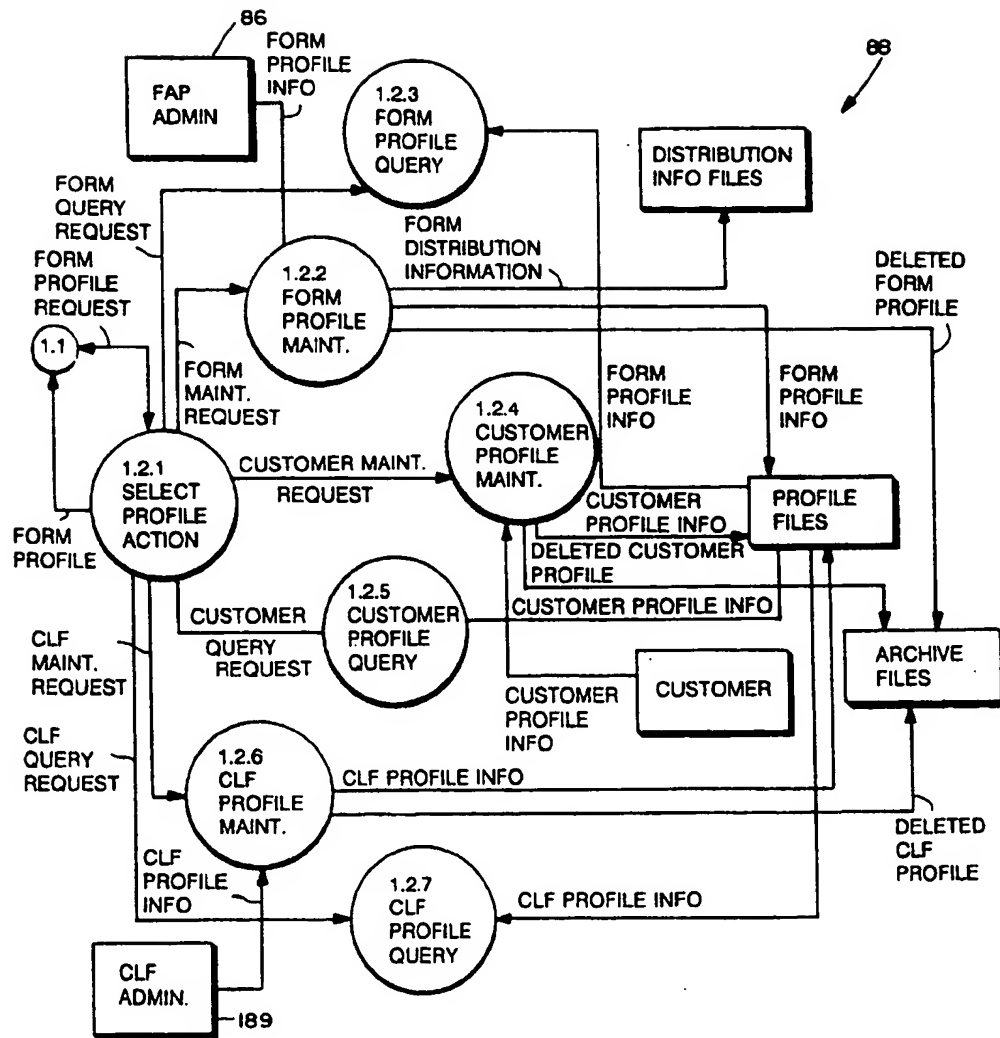 86
FORM
PROFILE
INFO
88
FAP
ADMIN
1.2.3
FORM
PROFILE
QUERY
DISTRIBUTION
INFO FILES
FORM
QUERY
REQUEST
FORM
DISTRIBUTION
INFORMATION
DELETED
FORM
PROFILE
FORM
PROFILE
REQUEST
1.2.2
FORM
PROFILE
MAINT.
1.1
FORM
MAINT.
REQUEST
FORM
PROFILE
INFO
FORM
PROFILE
INFO
1.2.4
CUSTOMER
PROFILE
MAINT.
1.2.1
SELECT
PROFILE
ACTION
CUSTOMER MAINT.
REQUEST
PROFILE
FILES
FORM
PROFILE
CUSTOMER
PROFILE INFO
DELETED CUSTOMER
PROFILE
CUSTOMER PROFILE INFO
CUSTOMER
QUERY
REQUEST
1.2.5
CUSTOMER
PROFILE
QUERY
CLF
MAINT.
REQUEST
ARCHIVE
FILES
CUSTOMER
PROFILE
INFO
CUSTOMER
CLF
QUERY
REQUEST
1.2.6
CLF
PROFILE
MAINT.
CLF PROFILE INFO
DELETED
CLF
PROFILE
CLF
PROFILE
INFO
1.2.7
CLF
PROFILE
QUERY
CLF PROFILE INFO
CLF
ADMIN.
189